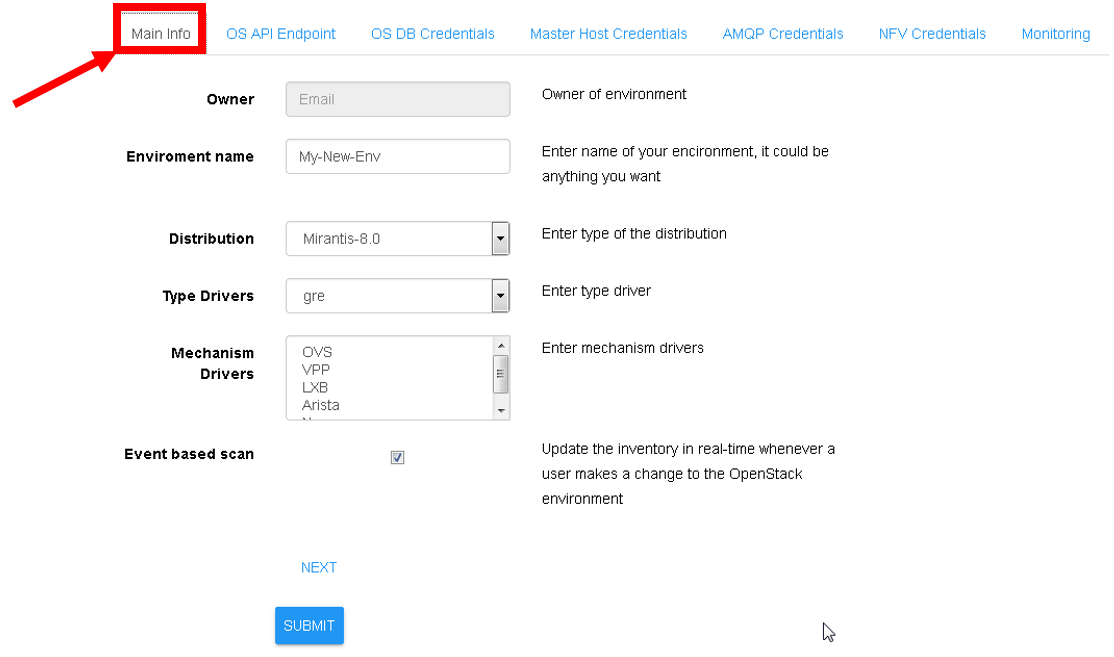 Main Info OS API Endpoint OS DB Credentials Master Host Credentials AMQP Credentials NFV Credentials Monitoring
Owner Email Owner of environment
Enviroment name My-New-Env Enter name of your encironment, it could be
anything you want
Distribution Mirantis-8.0 Enter type of the distribution
Type Drivers gre Enter type driver
Mechanism
Drivers
OVS
VPP
LXB
Arista
Enter mechanism drivers
Event based scan
Update the inventory in real-time whenever a
user makes a change to the OpenStack
environment
NEXT
SUBMIT